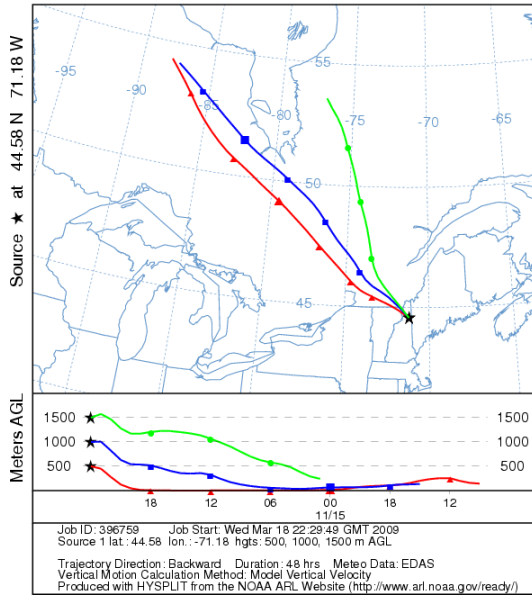 Source ★ at 44.58 N 71.18 W
-95
-90
-85
-75
-70
-65
-80
55
50
45
Meters AGL
1500
1000
500
1500
1000
500
18 12 06 00 18 12
11/15
Job ID: 396759 Job Start: Wed Mar 18 22:29:49 GMT 2009
Source 1 lat.: 44.58 lon.: -71.18 hgts: 500, 1000, 1500 m AGL
Trajectory Direction: Backward Duration: 48 hrs Meteo Data: EDAS
Vertical Motion Calculation Method: Model Vertical Velocity
Produced with HYSPLIT from the NOAA ARL Website (http://www.arl.noaa.gov/ready/)